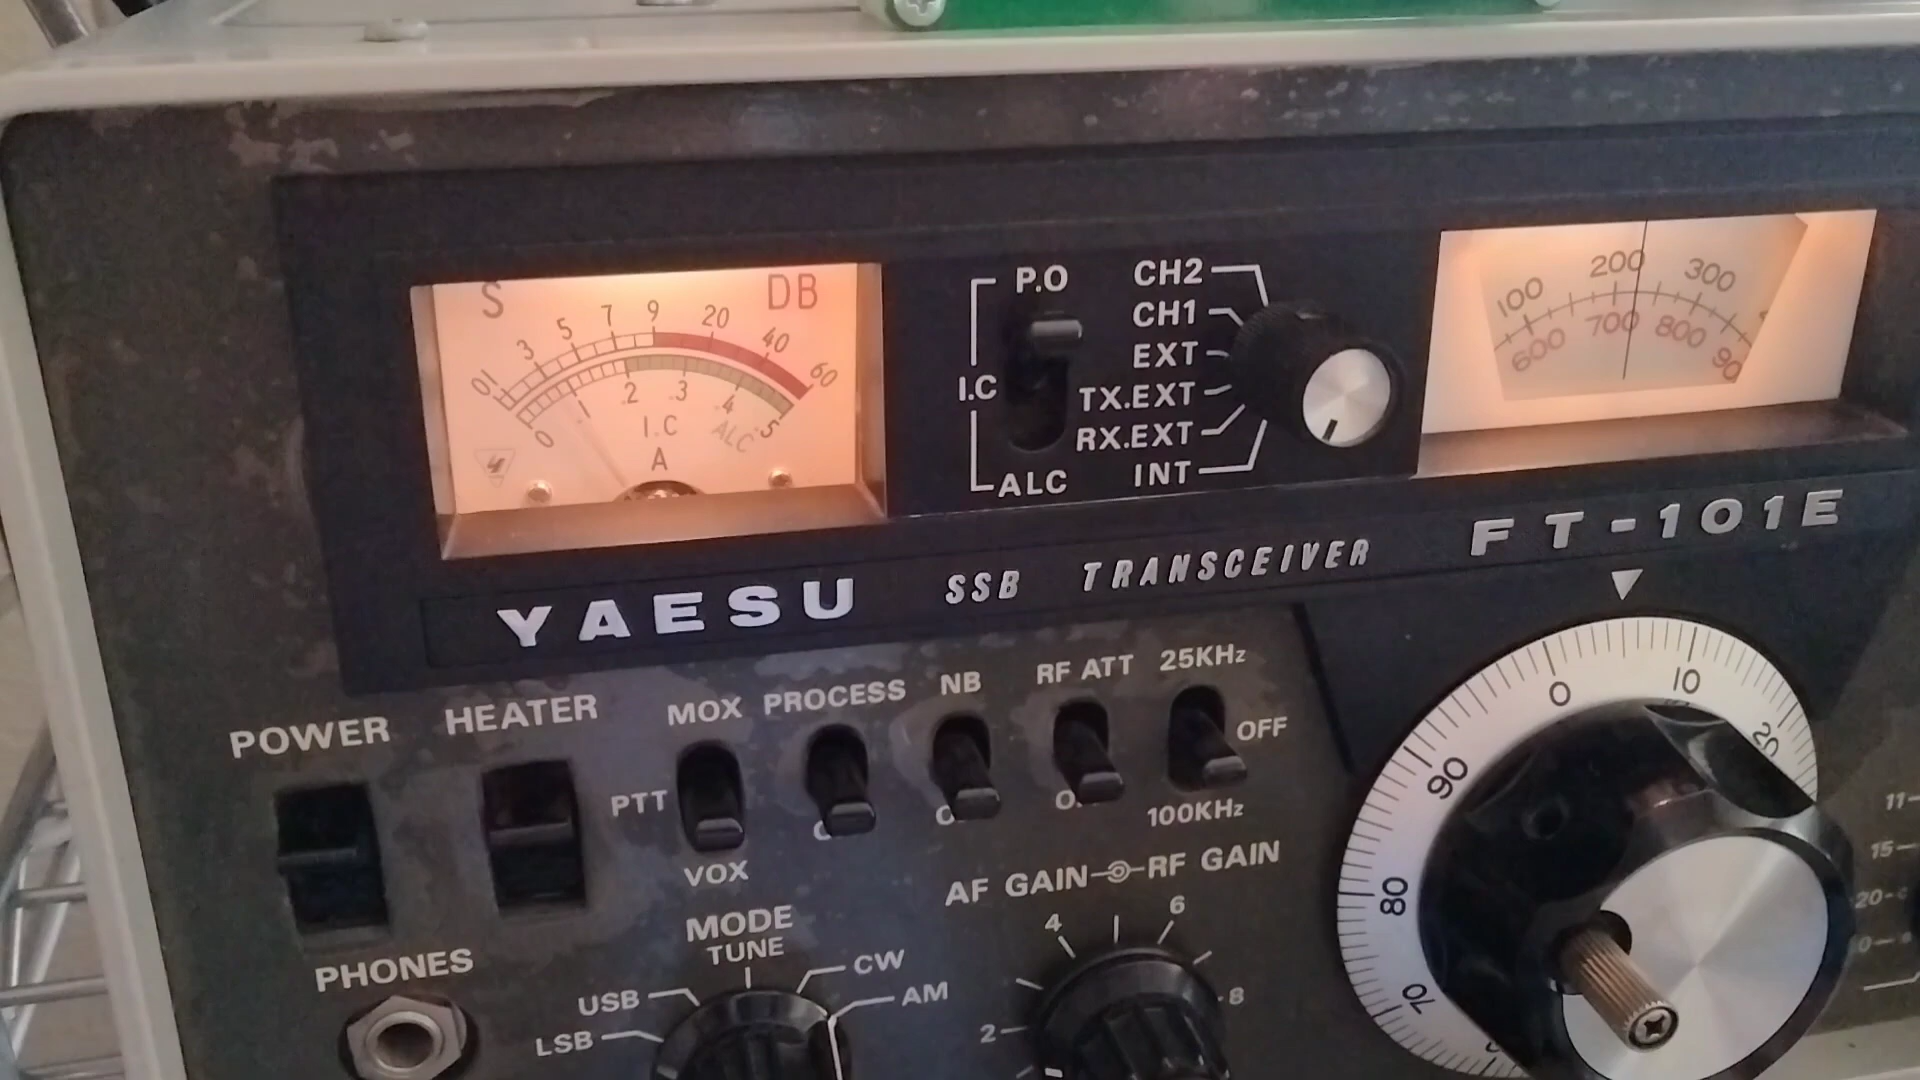 S DB
01 3 5 7 9 20 40 60
0 1 .2 .3 .4 .5
I.C ALC
A
P.O
I.C
ALC
CH2
CH1
EXT
TX.EXT
RX.EXT
INT
100 200 300
600 700 800 90
YAESU SSB TRANSCEIVER FT-101E
POWER HEATER MOX PROCESS NB RF ATT 25KHz
PTT OFF
VOX 100KHz
AF GAIN RF GAIN
MODE
TUNE
PHONES
USB CW
LSB AM
2 4 6 8
70 80 90 0 10 20
11
15
20